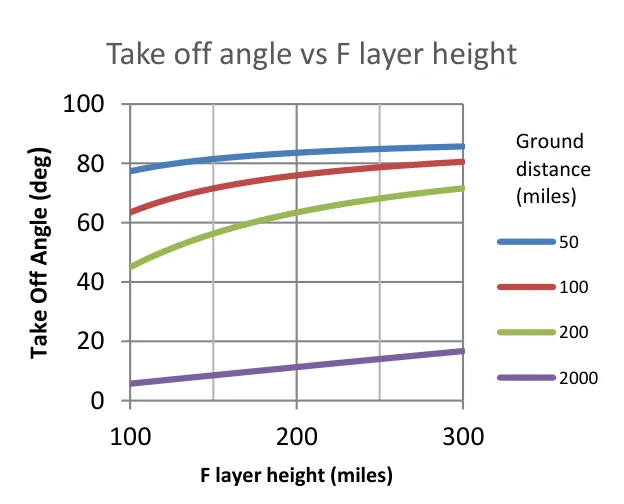 Take off angle vs F layer height
100
80
60
40
20
0
Take Off Angle (deg)
100 200 300
F layer height (miles)
Ground
distance
(miles)
50
100
200
2000